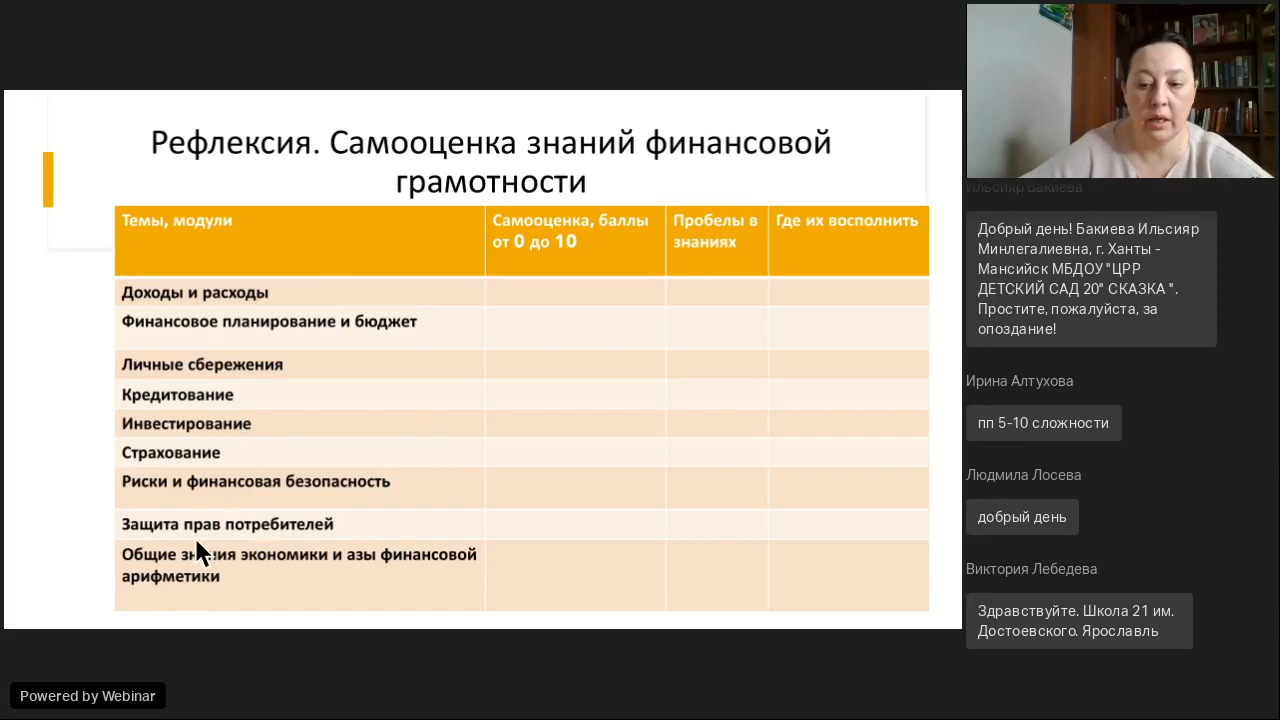 Рефлексия. Самооценка знаний финансовой
грамотности
Темы, модули
Самооценка, баллы
от 0 до 10
Пробелы в
знаниях
Где их восполнить
Доходы и расходы
Финансовое планирование и бюджет
Личные сбережения
Кредитование
Инвестирование
Страхование
Риски и финансовая безопасность
Защита прав потребителей
Общие знания экономики и азы финансовой
арифметики
Ильсияр Бакиева
Добрый день! Бакиева Ильсияр
Минлегалиевна, г. Ханты -
Мансийск МБДОУ "ЦРР
ДЕТСКИЙ САД 20" СКАЗКА ".
Простите, пожалуйста, за
опоздание!
Ирина Алтухова
пп 5-10 сложности
Людмила Лосева
добрый день
Виктория Лебедева
Здравствуйте. Школа 21 им.
Достоевского. Ярославль
Powered by Webinar